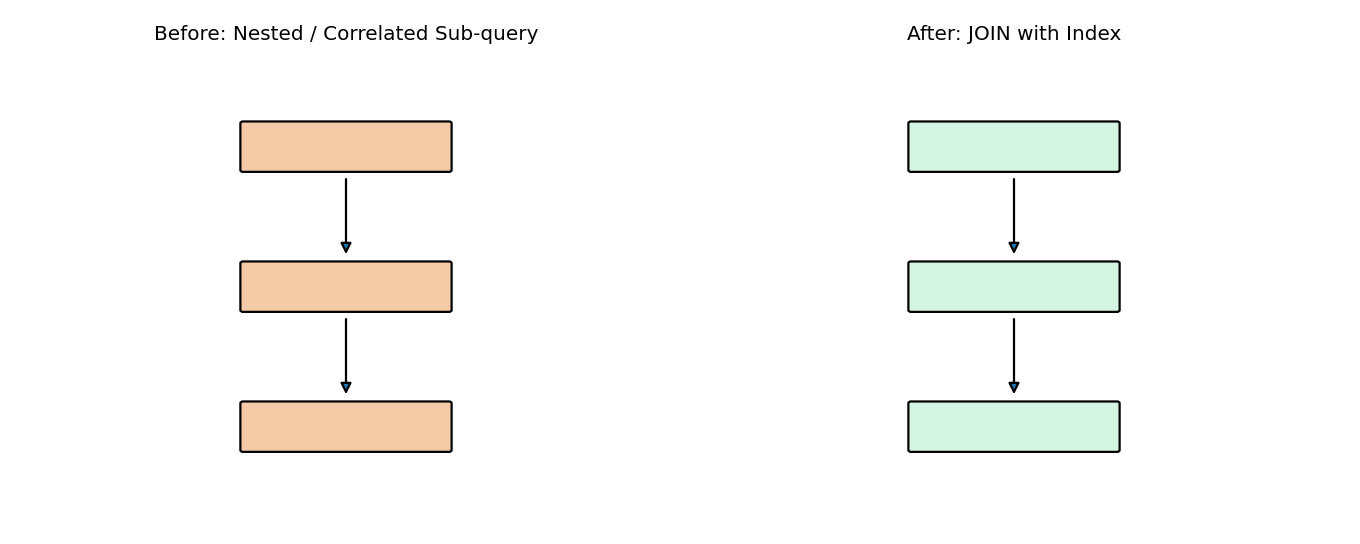 Before: Nested / Correlated Sub-query
After: JOIN with Index